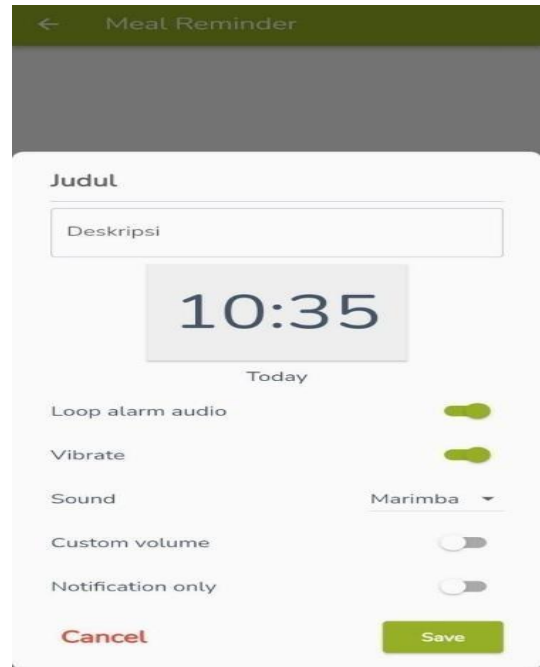 Meal Reminder
Judul
Deskripsi
10:35
Today
Loop alarm audio
Vibrate
Sound Marimba
Custom volume
Notification only
Cancel Save